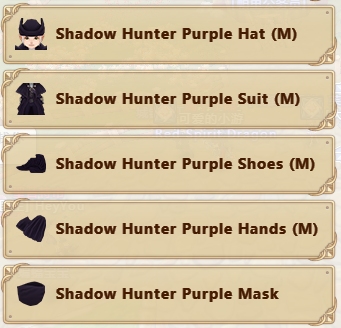 Shadow Hunter Purple Hat (M)
Shadow Hunter Purple Suit (M)
Shadow Hunter Purple Shoes (M)
Shadow Hunter Purple Hands (M)
Shadow Hunter Purple Mask